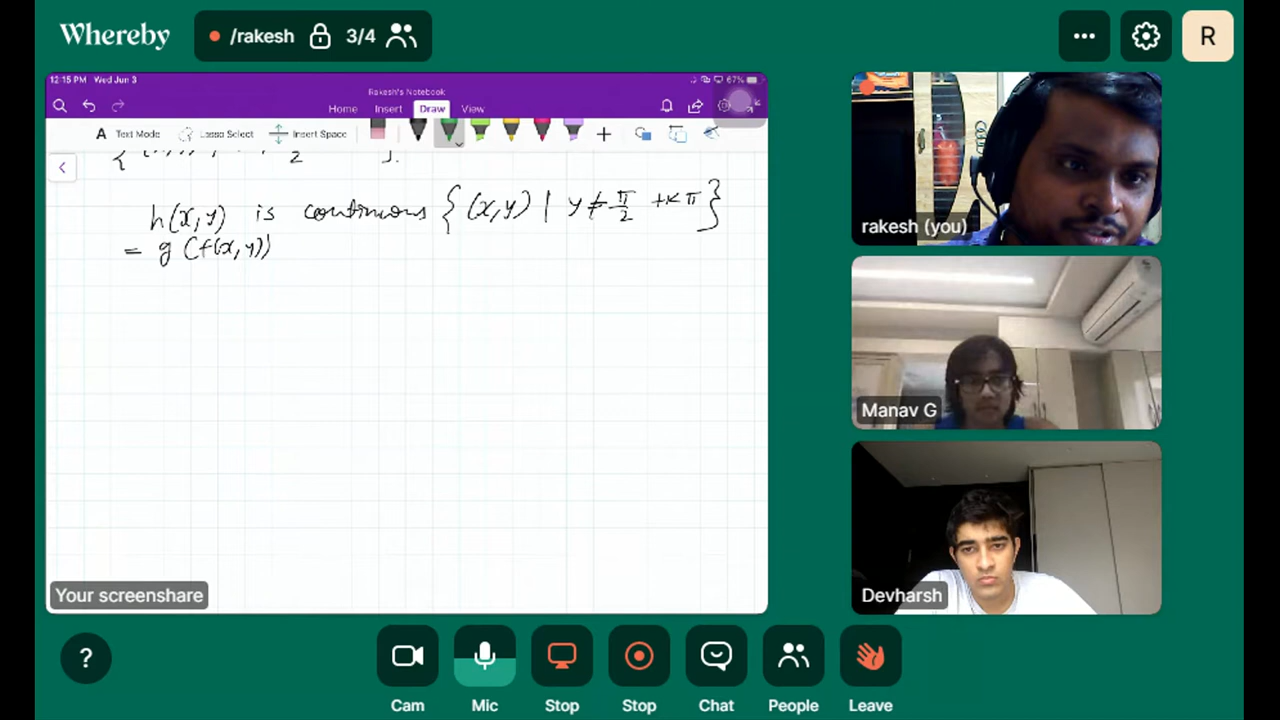 Whereby
/rakesh 3/4
R
12:15 PM Wed Jun 3
67%
Rakesh's Notebook
Home Insert Draw View
A Text Mode Lasso Select Insert Space
2
h(x, y) is continuous {(x,y) | y ≠ π/2 + kπ}
= g(f(x, y))
Your screenshare
rakesh (you)
Manav G
Devharsh
?
Cam Mic Stop Stop Chat People Leave